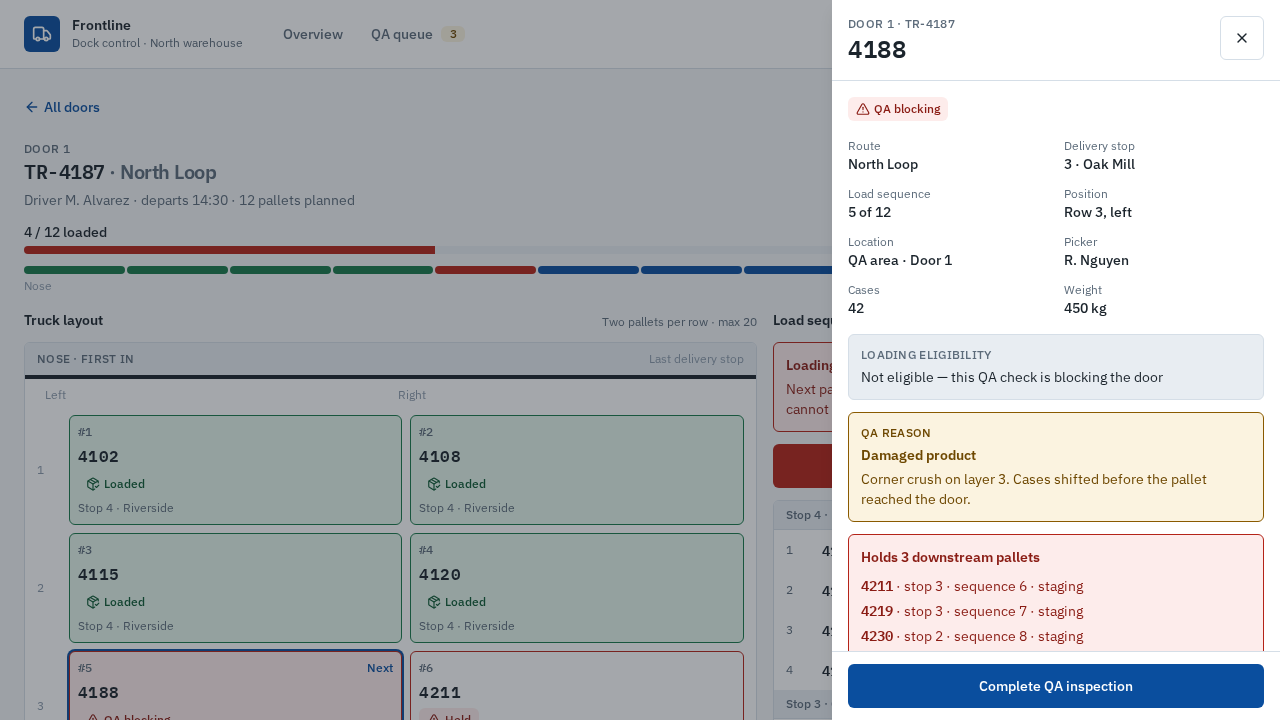 Frontline
Dock control · North warehouse
Overview
QA queue 3
All doors
DOOR 1
TR-4187 · North Loop
Driver M. Alvarez · departs 14:30 · 12 pallets planned
4 / 12 loaded
Nose
Truck layout
Two pallets per row · max 20
NOSE · FIRST IN
Last delivery stop
Left
Right
1
#1
4102
Loaded
Stop 4 · Riverside
#2
4108
Loaded
Stop 4 · Riverside
2
#3
4115
Loaded
Stop 4 · Riverside
#4
4120
Loaded
Stop 4 · Riverside
3
#5
Next
4188
QA blocking
#6
4211
Hold
Loading
Next
cannot
Stop 4 ·
1
2
3
4
Stop 3 ·
DOOR 1 · TR-4187
4188
QA blocking
Route
North Loop
Delivery stop
3 · Oak Mill
Load sequence
5 of 12
Position
Row 3, left
Location
QA area · Door 1
Picker
R. Nguyen
Cases
42
Weight
450 kg
LOADING ELIGIBILITY
Not eligible — this QA check is blocking the door
QA REASON
Damaged product
Corner crush on layer 3. Cases shifted before the pallet
reached the door.
Holds 3 downstream pallets
4211 · stop 3 · sequence 6 · staging
4219 · stop 3 · sequence 7 · staging
4230 · stop 2 · sequence 8 · staging
Complete QA inspection